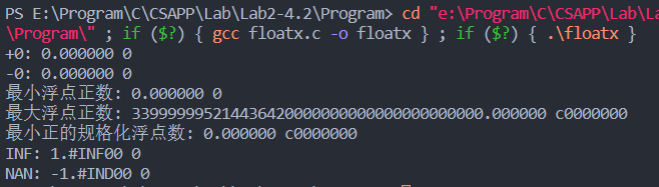 PS E:\Program\C\CSAPP\Lab\Lab2-4.2\Program> cd "e:\Program\C\CSAPP\Lab\La
\Program\" ; if ($?) { gcc floatx.c -o floatx } ; if ($?) { .\floatx }
+0: 0.000000 0
-0: 0.000000 0
最小浮点正数: 0.000000 0
最大浮点正数: 339999995214436420000000000000000000000.000000 c0000000
最小正的规格化浮点数: 0.000000 c0000000
INF: 1.#INF00 0
NAN: -1.#IND00 0